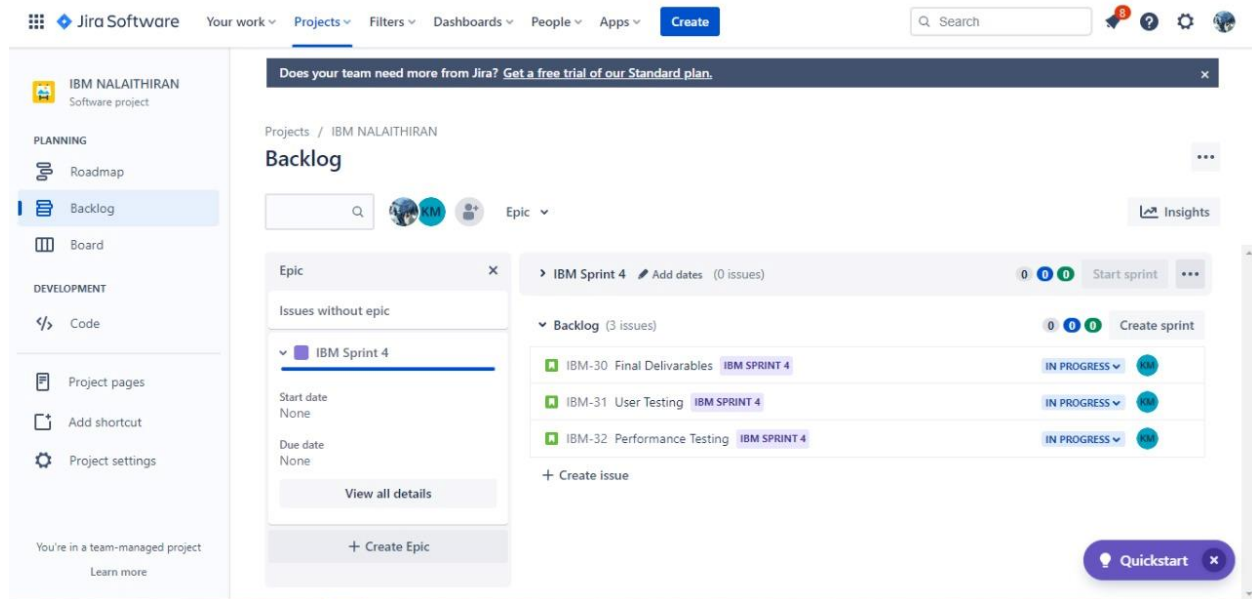 Jira Software Your work Projects Filters Dashboards People Apps Create Search 8
IBM NALAITHIRAN
Software project
PLANNING
Roadmap
Backlog
Board
DEVELOPMENT
Code
Project pages
Add shortcut
Project settings
You're in a team-managed project
Learn more
Does your team need more from Jira? Get a free trial of our Standard plan.
Projects / IBM NALAITHIRAN
Backlog
KM Epic Insights
Epic
Issues without epic
IBM Sprint 4
Start date
None
Due date
None
View all details
+ Create Epic
IBM Sprint 4 Add dates (0 issues) 0 0 0 Start sprint
Backlog (3 issues) 0 0 0 Create sprint
IBM-30 Final Delivarables IBM SPRINT 4 IN PROGRESS KM
IBM-31 User Testing IBM SPRINT 4 IN PROGRESS KM
IBM-32 Performance Testing IBM SPRINT 4 IN PROGRESS KM
+ Create issue
Quickstart